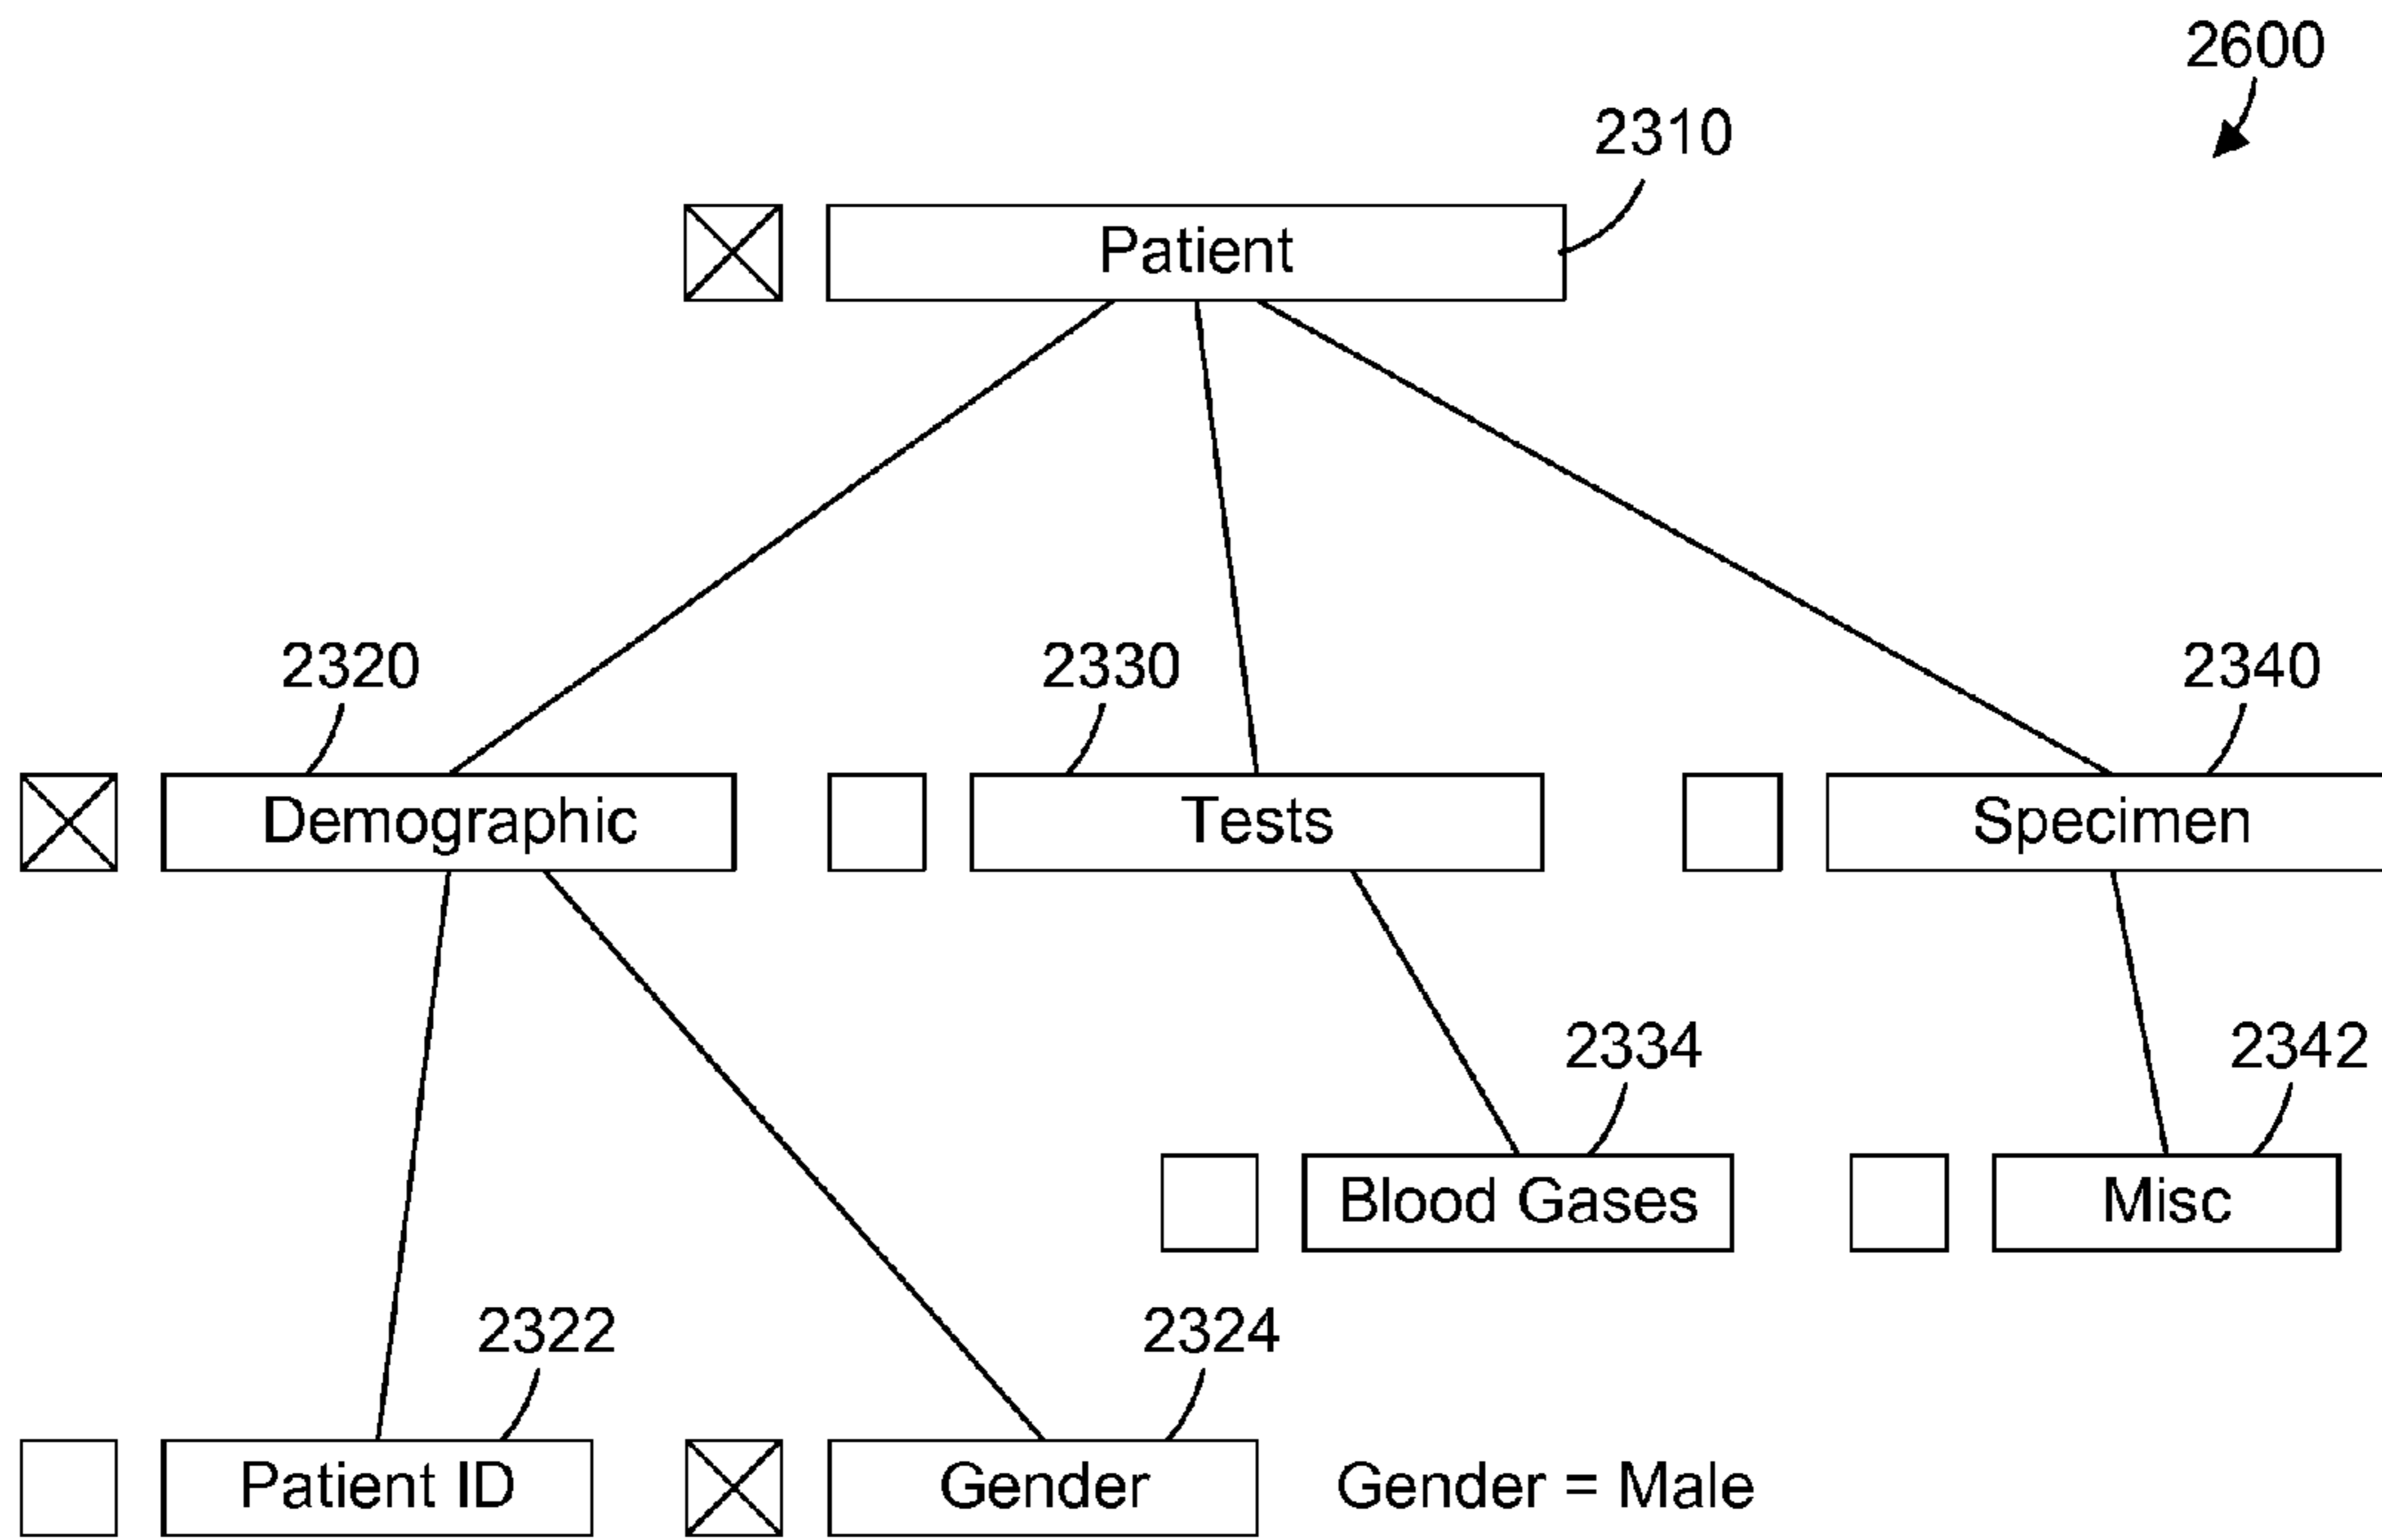 2600
2310
Patient
2320 2330 2340
Demographic Tests Specimen
2334 2342
Blood Gases Misc
2322 2324
Patient ID Gender Gender = Male